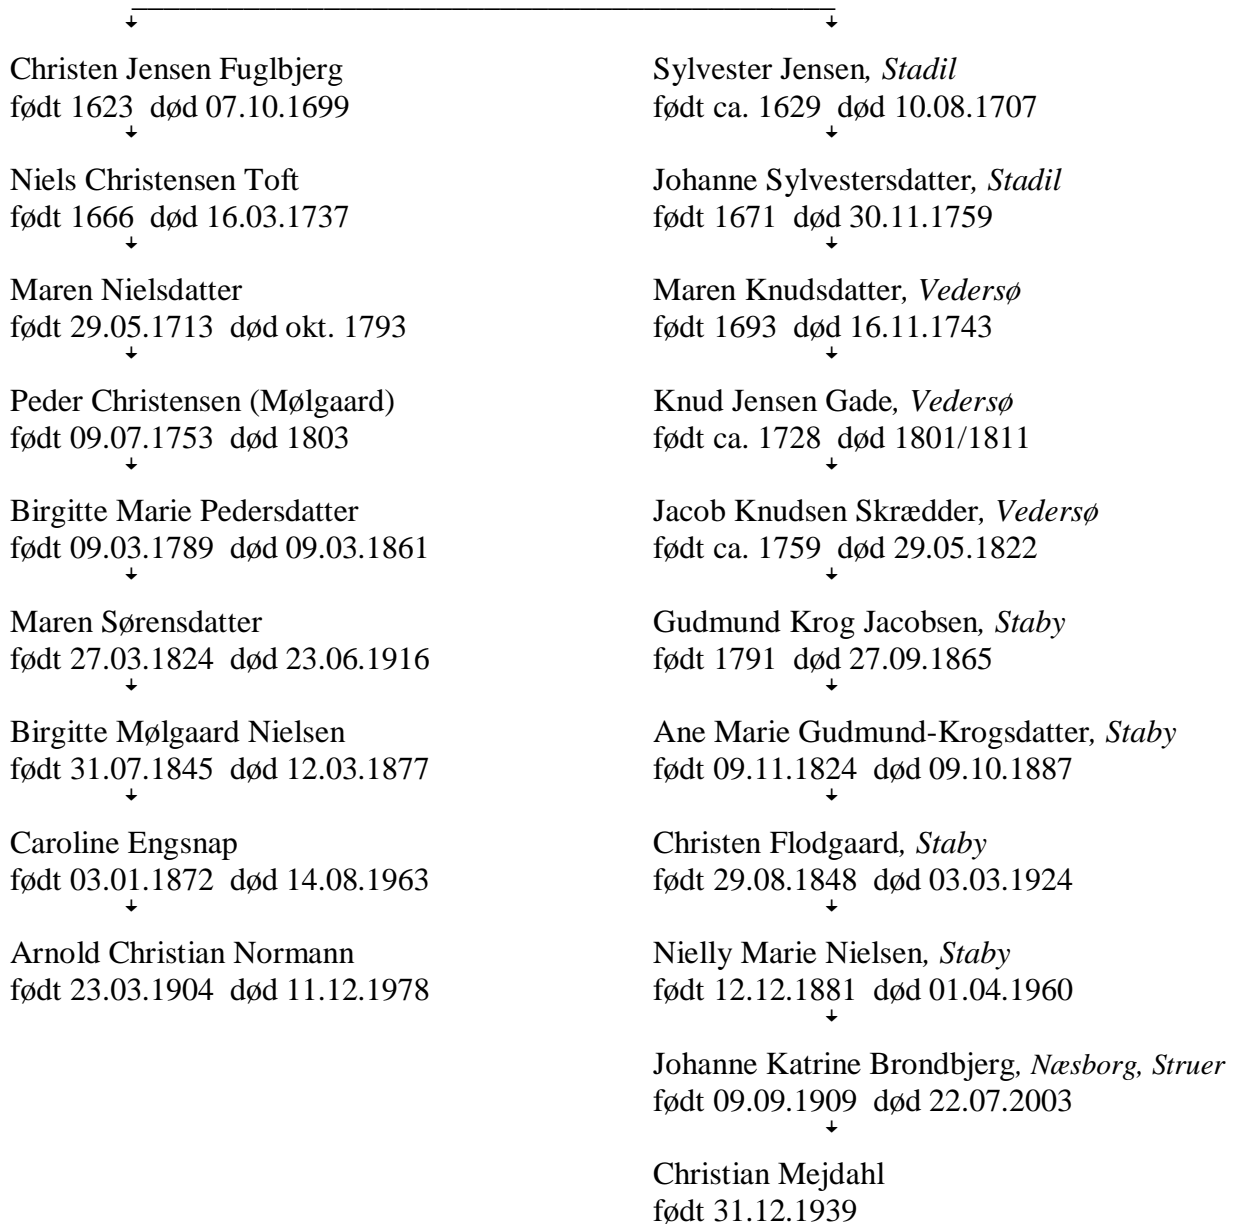 Christen Jensen Fuglbjerg
født 1623  død 07.10.1699
Niels Christensen Toft
født 1666  død 16.03.1737
Maren Nielsdatter
født 29.05.1713  død okt. 1793
Peder Christensen (Mølgaard)
født 09.07.1753  død 1803
Birgitte Marie Pedersdatter
født 09.03.1789  død 09.03.1861
Maren Sørensdatter
født 27.03.1824  død 23.06.1916
Birgitte Mølgaard Nielsen
født 31.07.1845  død 12.03.1877
Caroline Engsnap
født 03.01.1872  død 14.08.1963
Arnold Christian Normann
født 23.03.1904  død 11.12.1978
Sylvester Jensen, Stadil
født ca. 1629  død 10.08.1707
Johanne Sylvestersdatter, Stadil
født 1671  død 30.11.1759
Maren Knudsdatter, Vedersø
født 1693  død 16.11.1743
Knud Jensen Gade, Vedersø
født ca. 1728  død 1801/1811
Jacob Knudsen Skrædder, Vedersø
født ca. 1759  død 29.05.1822
Gudmund Krog Jacobsen, Staby
født 1791  død 27.09.1865
Ane Marie Gudmund-Krogsdatter, Staby
født 09.11.1824  død 09.10.1887
Christen Flodgaard, Staby
født 29.08.1848  død 03.03.1924
Nielly Marie Nielsen, Staby
født 12.12.1881  død 01.04.1960
Johanne Katrine Brondbjerg, Næsborg, Struer
født 09.09.1909  død 22.07.2003
Christian Mejdahl
født 31.12.1939